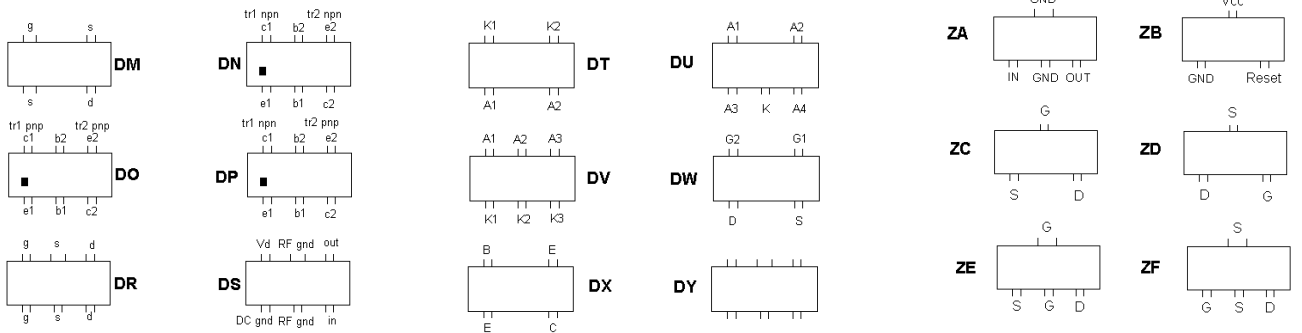 GND Vcc
tr1 npn tr2 npn
g s c1 b2 e2 K1 K2 A1 A2
DM DN DT DU ZA ZB
s d e1 b1 c2 A1 A2 A3 K A4 IN GND OUT GND Reset
tr1 pnp tr2 pnp tr1 npn tr2 pnp
c1 b2 e2 c1 b2 e2 A1 A2 A3 G2 G1 G S
DO DP DV DW ZC ZD
e1 b1 c2 e1 b1 c2 K1 K2 K3 D S S D D G
g s d Vd RF gnd out B E G S
DR DS DX DY ZE ZF
g s d DC gnd RF gnd in E C S G D G S D